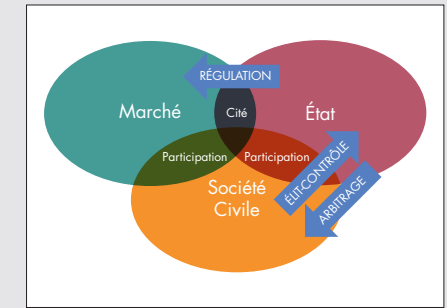 RÉGULATION
Marché
Cité
État
Participation
Participation
Société
Civile
ÉLIT-CONTRÔLE
ARBITRAGE